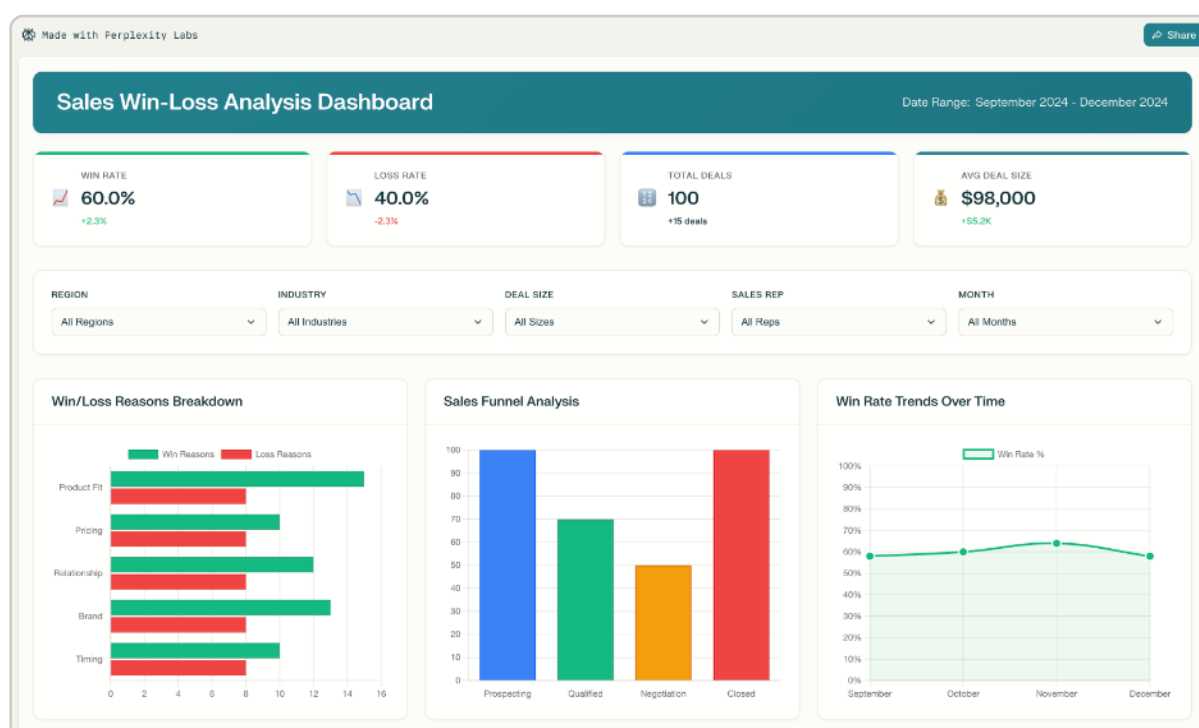 Made with Perplexity Labs
Share
Sales Win-Loss Analysis Dashboard
Date Range: September 2024 - December 2024
WIN RATE
60.0%
+2.3%
LOSS RATE
40.0%
-2.3%
TOTAL DEALS
100
+15 deals
AVG DEAL SIZE
$98,000
+$5.2K
REGION
All Regions
INDUSTRY
All Industries
DEAL SIZE
All Sizes
SALES REP
All Reps
MONTH
All Months
Win/Loss Reasons Breakdown
Win Reasons
Loss Reasons
Product Fit
Pricing
Relationship
Brand
Timing
0 2 4 6 8 10 12 14 16
Sales Funnel Analysis
100
90
80
70
60
50
40
30
20
10
0
Prospecting Qualified Negotiation Closed
Win Rate Trends Over Time
Win Rate %
100%
90%
80%
70%
60%
50%
40%
30%
20%
10%
0%
September October November December